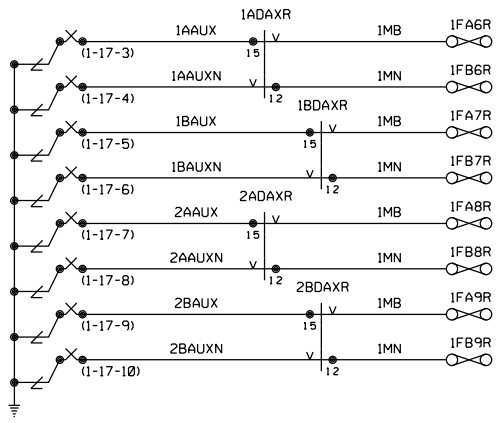 1ADAXR
1AAUX 1MB 1FA6R
(1-17-3) 15
1AAUXN 1MN 1FB6R
(1-17-4) 12
1BDAXR
1BAUX 1MB 1FA7R
(1-17-5) 15
1BAUXN 1MN 1FB7R
(1-17-6) 12
2ADAXR
2AAUX 1MB 1FA8R
(1-17-7) 15
2AAUXN 1MN 1FB8R
(1-17-8) 12
2BDAXR
2BAUX 1MB 1FA9R
(1-17-9) 15
2BAUXN 1MN 1FB9R
(1-17-10) 12